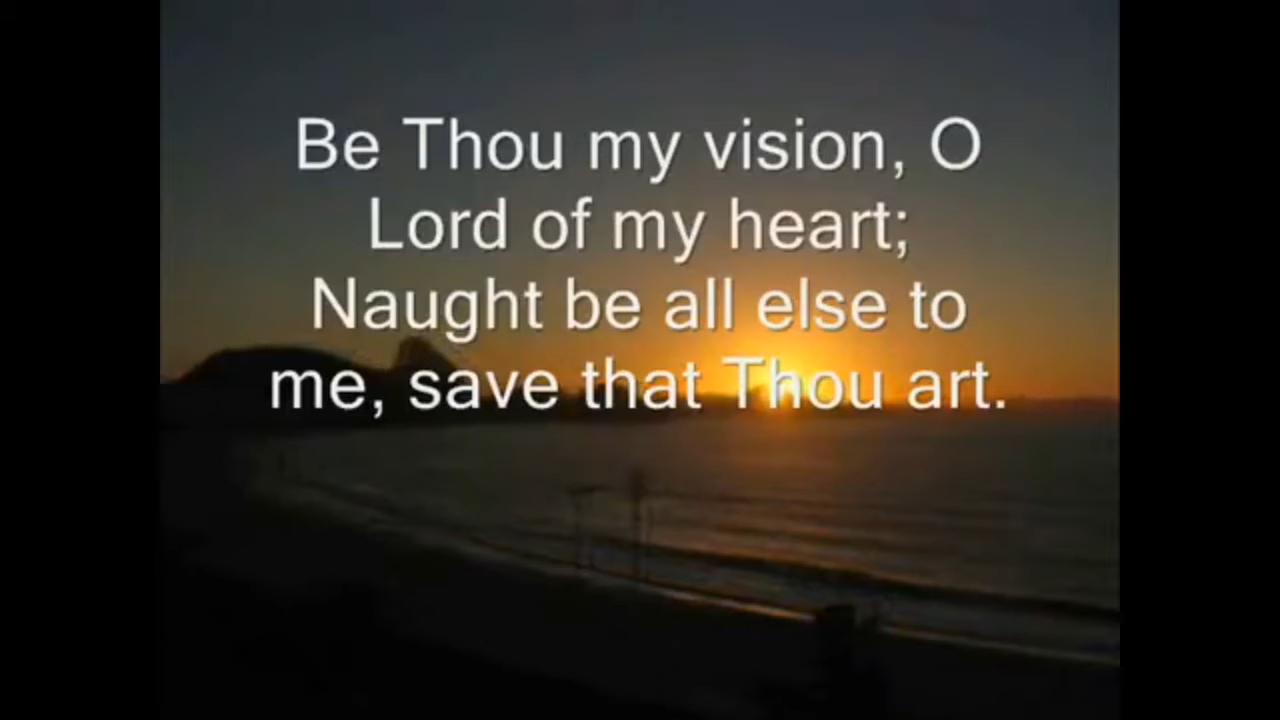 Be Thou my vision, O
Lord of my heart;
Naught be all else to
me, save that Thou art.